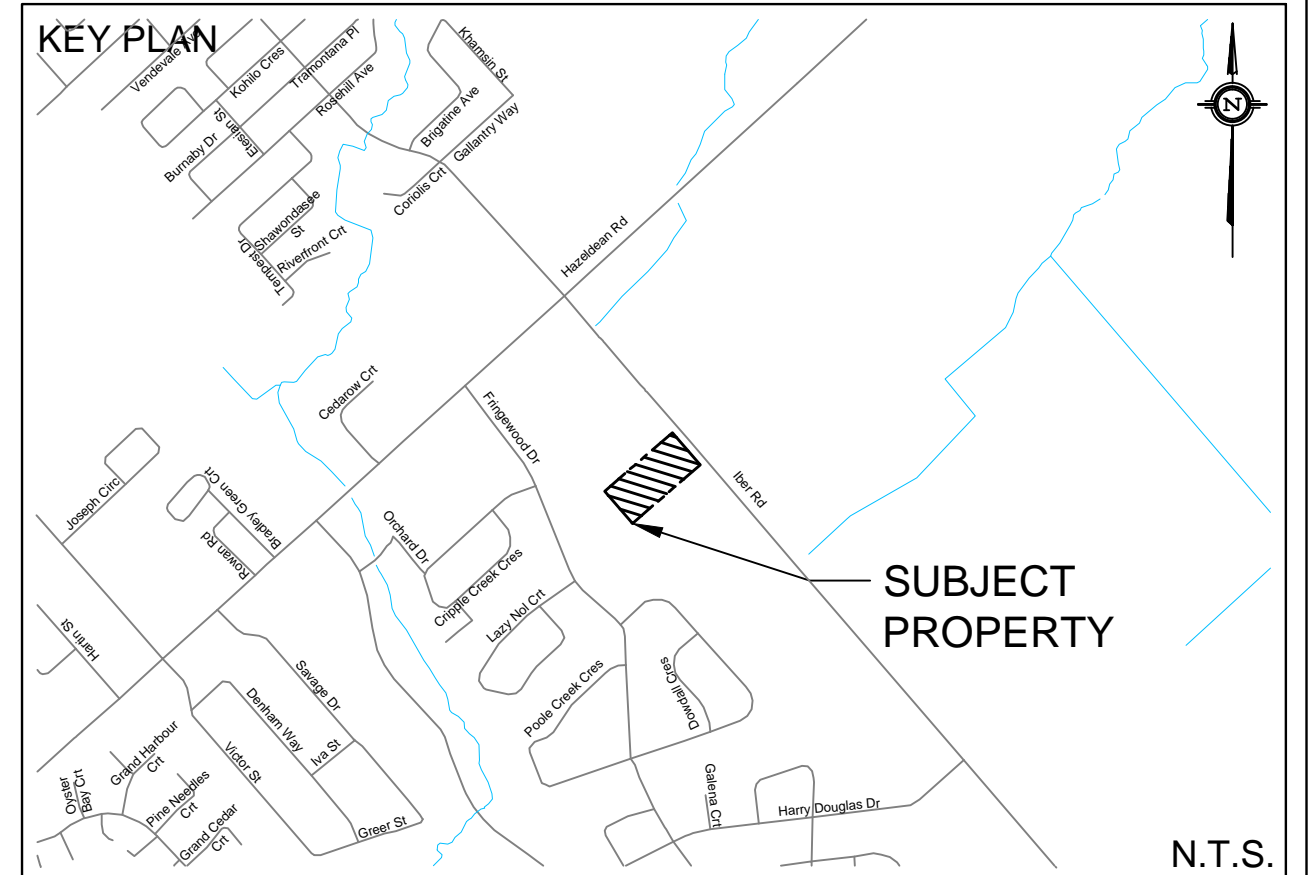 KEY PLAN
Vendevale Ave
Kohilo Cres
Tramontana Pl
Rosehill Ave
Khamsin St
Brigatine Ave
Gallantry Way
Etesian St
Burnaby Dr
Coriolis Crt
Shawondasee
St
Riverfront Crt
Tempest Dr
N
Hazeldean Rd
Cedarow Crt
Fringewood Dr
Iber Rd
Joseph Circ
Bradley Green Crt
Rowan Rd
Orchard Dr
Cripple Creek Cres
Lazy Nol Crt
SUBJECT
PROPERTY
Hartin St
Savage Dr
Denham Way
Iva St
Victor St
Poole Creek Cres
Dowdall Cres
Grand Harbour
Crt
Oyster
Bay Crt
Pine Needles
Crt
Grand Cedar
Crt
Greer St
Galena Crt
Harry Douglas Dr
N.T.S.